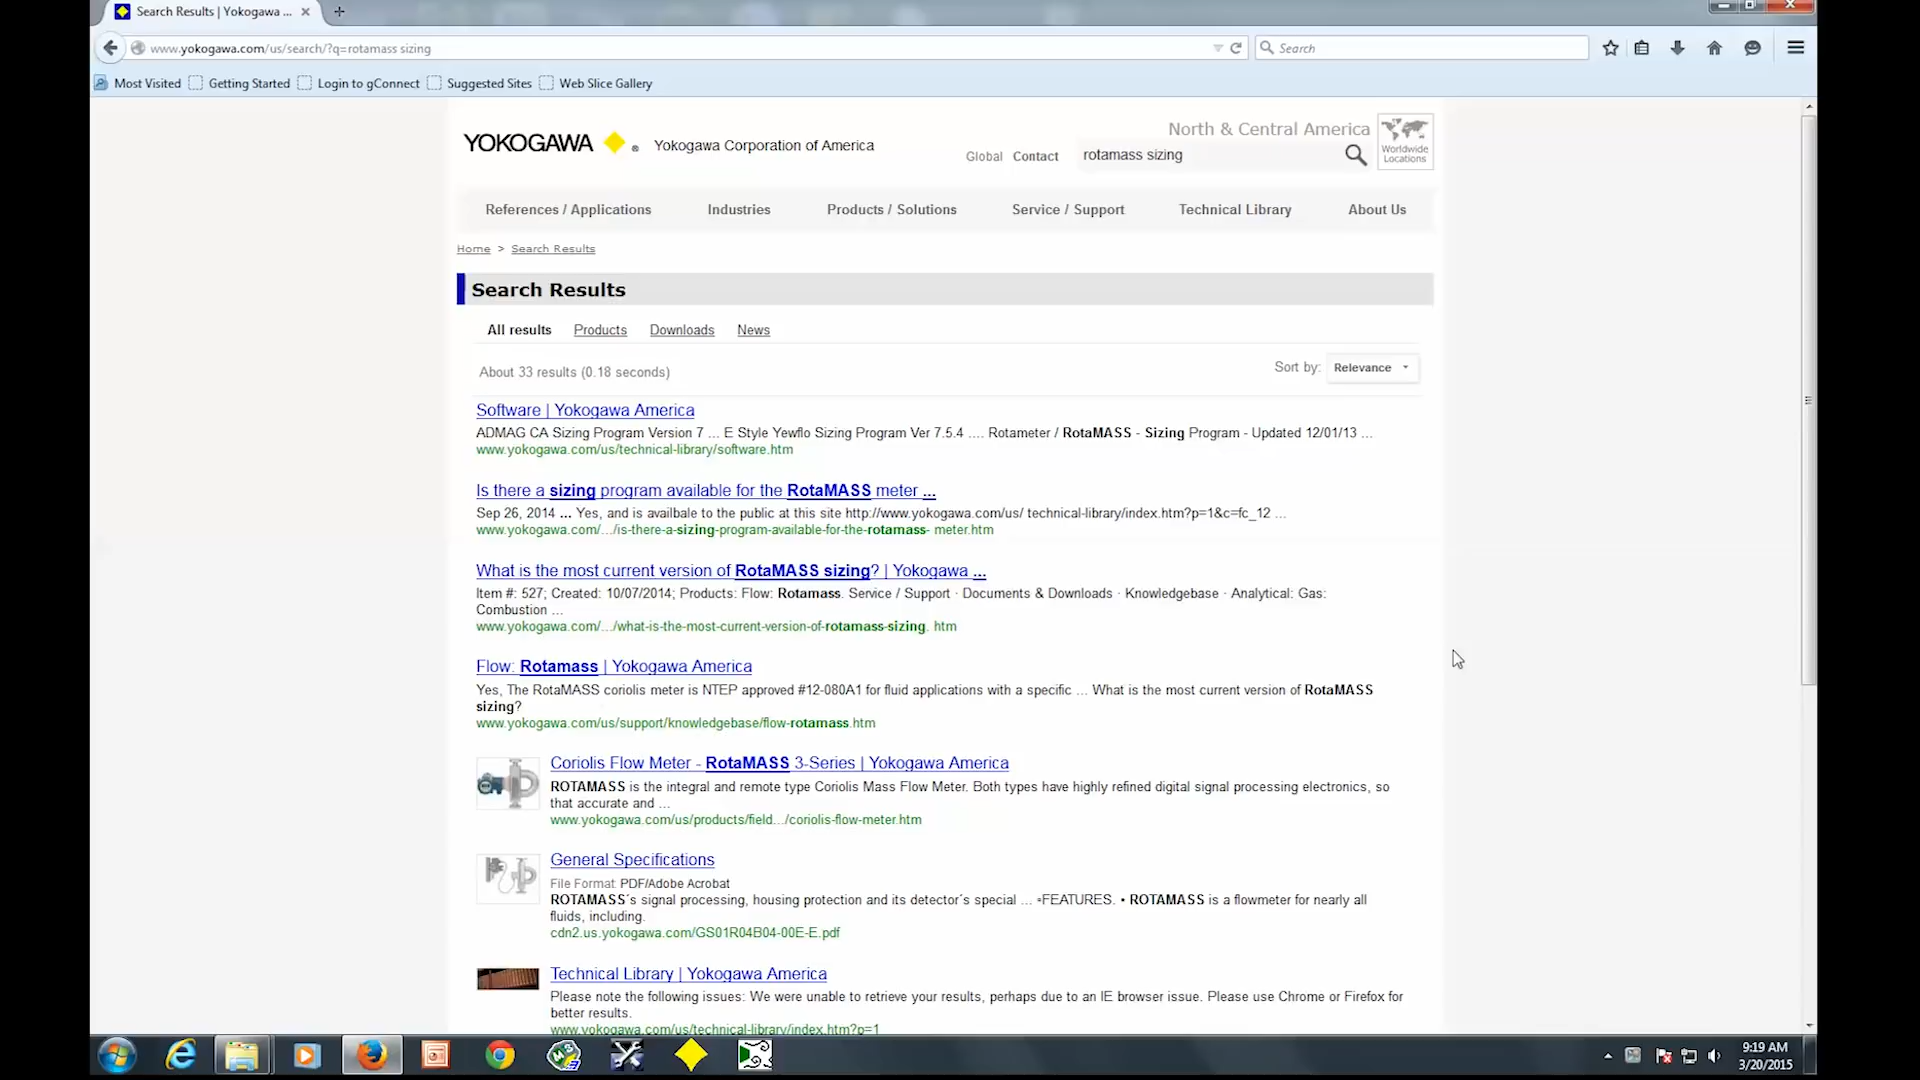 Search Results | Yokogawa ...
www.yokogawa.com/us/search/?q=rotamass sizing
Search
Most Visited Getting Started Login to gConnect Suggested Sites Web Slice Gallery
YOKOGAWA ® Yokogawa Corporation of America
North & Central America
Global Contact rotamass sizing
Worldwide
Locations
References / Applications Industries Products / Solutions Service / Support Technical Library About Us
Home > Search Results
Search Results
All results Products Downloads News
About 33 results (0.18 seconds)
Sort by: Relevance
Software | Yokogawa America
ADMAG CA Sizing Program Version 7 ... E Style Yewflo Sizing Program Ver 7.5.4 .... Rotameter / RotaMASS - Sizing Program - Updated 12/01/13 ...
www.yokogawa.com/us/technical-library/software.htm
Is there a sizing program available for the RotaMASS meter ...
Sep 26, 2014 ... Yes, and is availbale to the public at this site http://www.yokogawa.com/us/ technical-library/index.htm?p=1&c=fc_12 ...
www.yokogawa.com/.../is-there-a-sizing-program-available-for-the-rotamass- meter.htm
What is the most current version of RotaMASS sizing? | Yokogawa ...
Item #: 527; Created: 10/07/2014; Products: Flow: Rotamass. Service / Support · Documents & Downloads · Knowledgebase · Analytical: Gas:
Combustion ...
www.yokogawa.com/.../what-is-the-most-current-version-of-rotamass-sizing. htm
Flow: Rotamass | Yokogawa America
Yes, The RotaMASS coriolis meter is NTEP approved #12-080A1 for fluid applications with a specific ... What is the most current version of RotaMASS
sizing?
www.yokogawa.com/us/support/knowledgebase/flow-rotamass.htm
Coriolis Flow Meter - RotaMASS 3-Series | Yokogawa America
ROTAMASS is the integral and remote type Coriolis Mass Flow Meter. Both types have highly refined digital signal processing electronics, so
that accurate and ...
www.yokogawa.com/us/products/field.../coriolis-flow-meter.htm
General Specifications
File Format: PDF/Adobe Acrobat
ROTAMASS´s signal processing, housing protection and its detector´s special ... ◦FEATURES. • ROTAMASS is a flowmeter for nearly all
fluids, including.
cdn2.us.yokogawa.com/GS01R04B04-00E-E.pdf
Technical Library | Yokogawa America
Please note the following issues: We were unable to retrieve your results, perhaps due to an IE browser issue. Please use Chrome or Firefox for
better results.
www.yokogawa.com/us/technical-library/index.htm?p=1
9:19 AM
3/20/2015